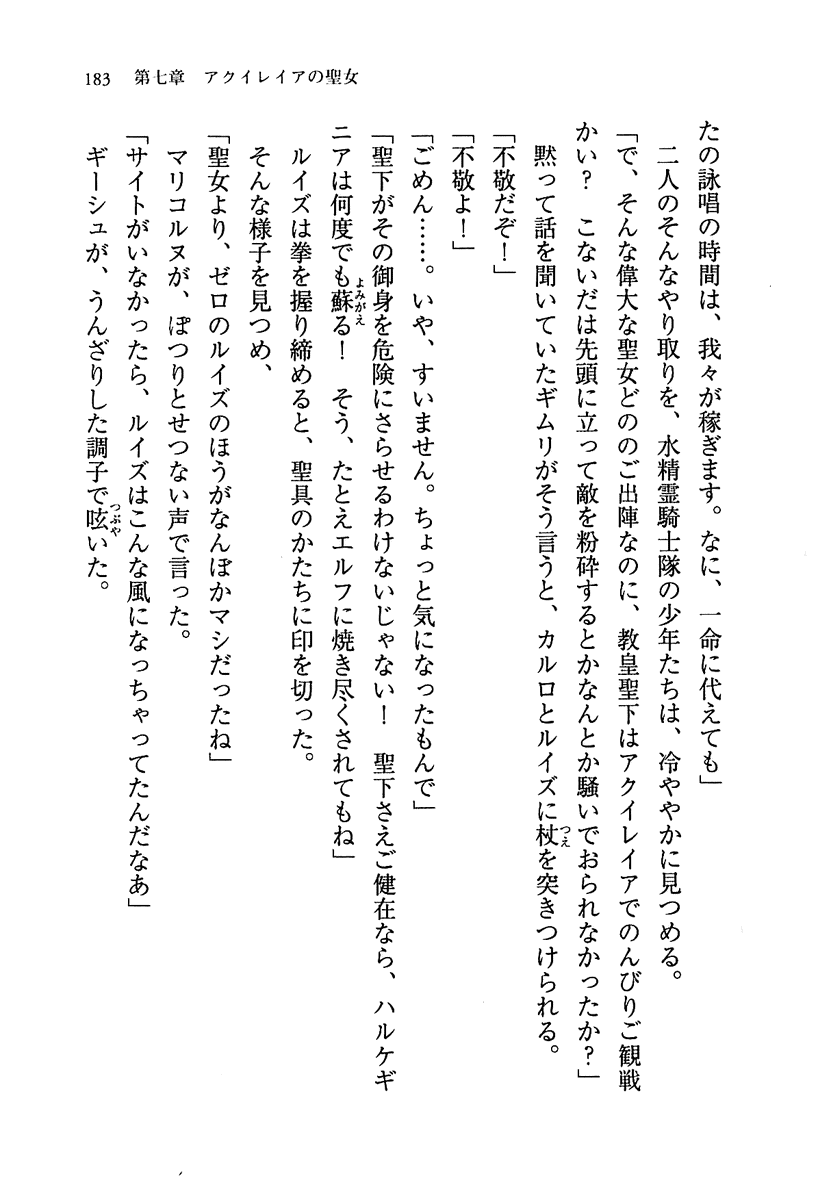 183　第七章　アクイレイアの聖女
たの詠唱の時間は、我々が稼ぎます。なに、一命に代えても」
　二人のそんなやり取りを、水精霊騎士隊の少年たちは、冷ややかに見つめる。
「で、そんな偉大な聖女どののご出陣なのに、教皇聖下はアクイレイアでのんびりご観戦
かい？　こないだは先頭に立って敵を粉砕するとかなんとか騒いでおられなかったか？」
　黙って話を聞いていたギムリがそう言うと、カルロとルイズに杖つえを突きつけられる。
「不敬だぞ！」
「不敬よ！」
「ごめん……。いや、すいません。ちょっと気になったもんで」
「聖下がその御身を危険にさらせるわけないじゃない！　聖下さえご健在なら、ハルケギ
ニアは何度でも蘇よみがえる！　そう、たとえエルフに焼き尽くされてもね」
　ルイズは拳を握り締めると、聖具のかたちに印を切った。
　そんな様子を見つめ、
「聖女より、ゼロのルイズのほうがなんぼかマシだったね」
　マリコルヌが、ぽつりとせつない声で言った。
「サイトがいなかったら、ルイズはこんな風になっちゃってたんだなあ」
　ギーシュが、うんざりした調子で呟つぶやいた。